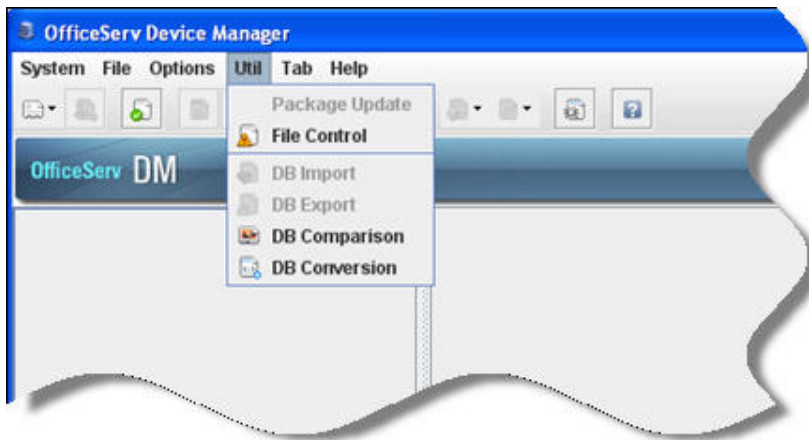 OfficeServ Device Manager
System File Options Util Tab Help
Package Update
File Control
OfficeServ DM
DB Import
DB Export
DB Comparison
DB Conversion